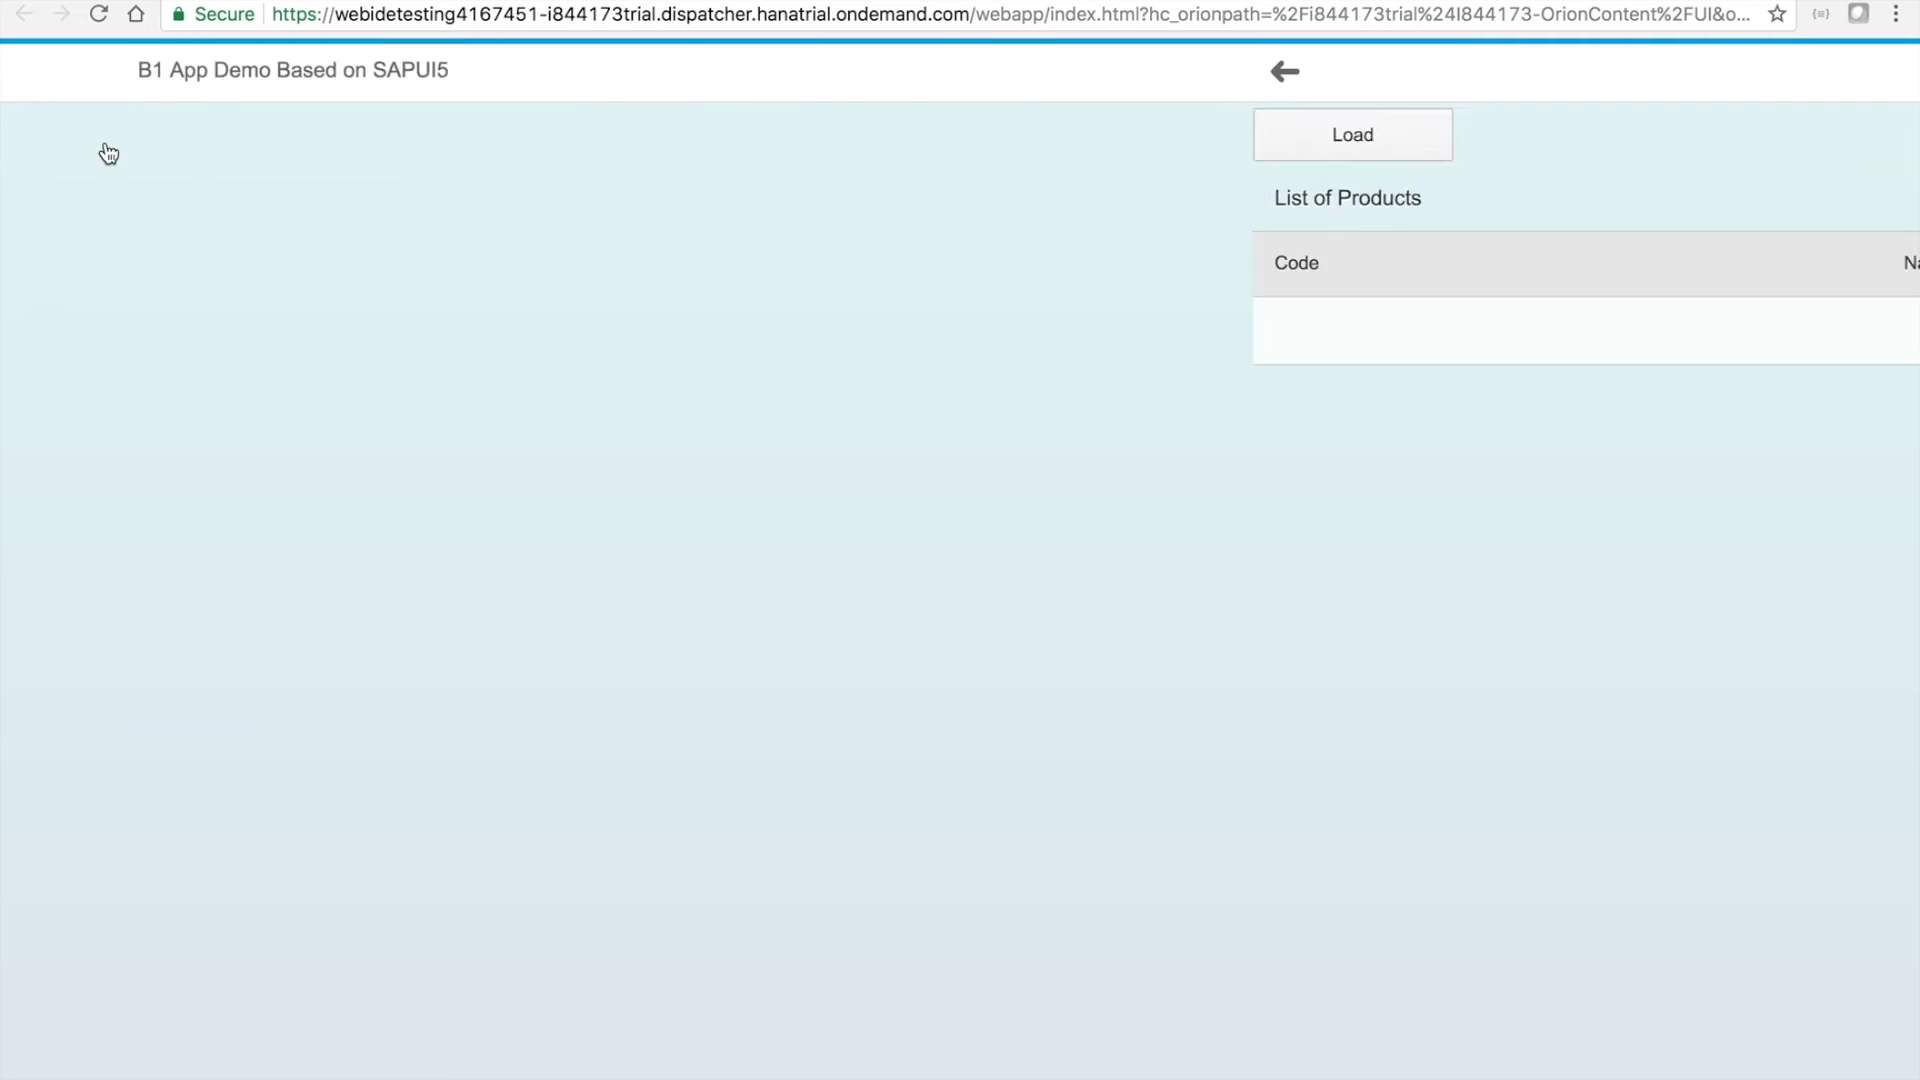 Secure https://webidetesting4167451-i844173trial.dispatcher.hanatrial.ondemand.com/webapp/index.html?hc_orionpath=%2Fi844173trial%24I844173-OrionContent%2FUI&o...
B1 App Demo Based on SAPUI5
Load
List of Products
Code Na